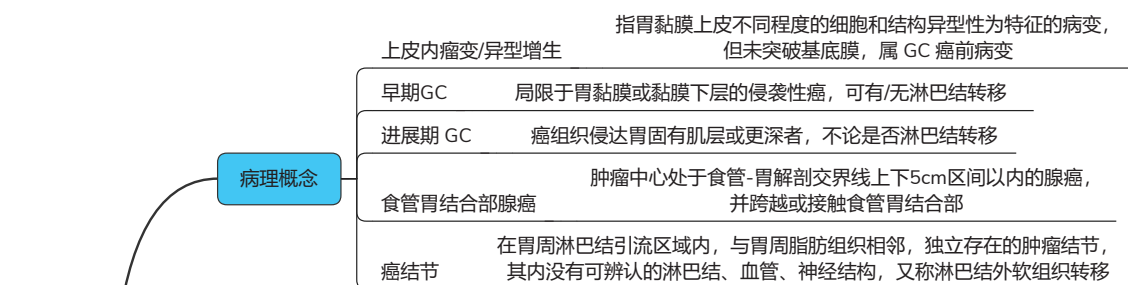 指胃黏膜上皮不同程度的细胞和结构异型性为特征的病变，
上皮内瘤变/异型增生
但未突破基底膜，属 GC 癌前病变
早期GC
局限于胃黏膜或黏膜下层的侵袭性癌，可有/无淋巴结转移
进展期 GC
癌组织侵达胃固有肌层或更深者，不论是否淋巴结转移
病理概念
肿瘤中心处于食管-胃解剖交界线上下5cm区间以内的腺癌，
食管胃结合部腺癌
并跨越或接触食管胃结合部
在胃周淋巴结引流区域内，与胃周脂肪组织相邻，独立存在的肿瘤结节，
癌结节
其内没有可辨认的淋巴结、血管、神经结构，又称淋巴结外软组织转移